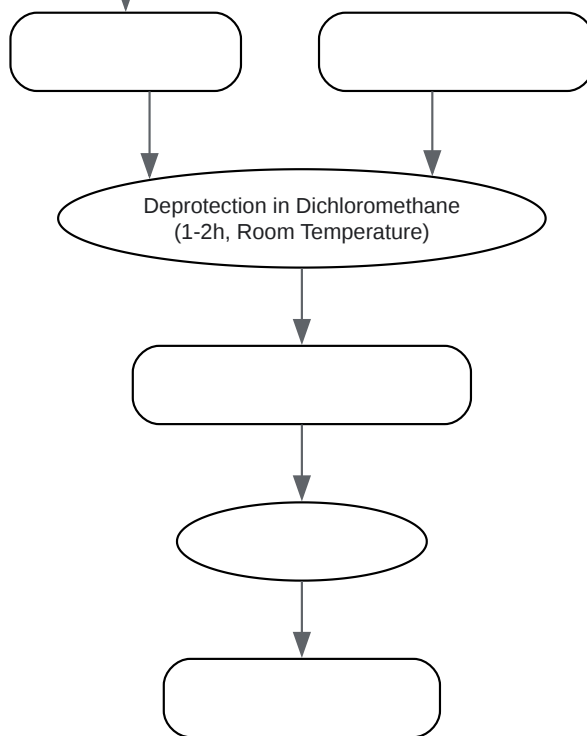 Deprotection in Dichloromethane
(1-2h, Room Temperature)